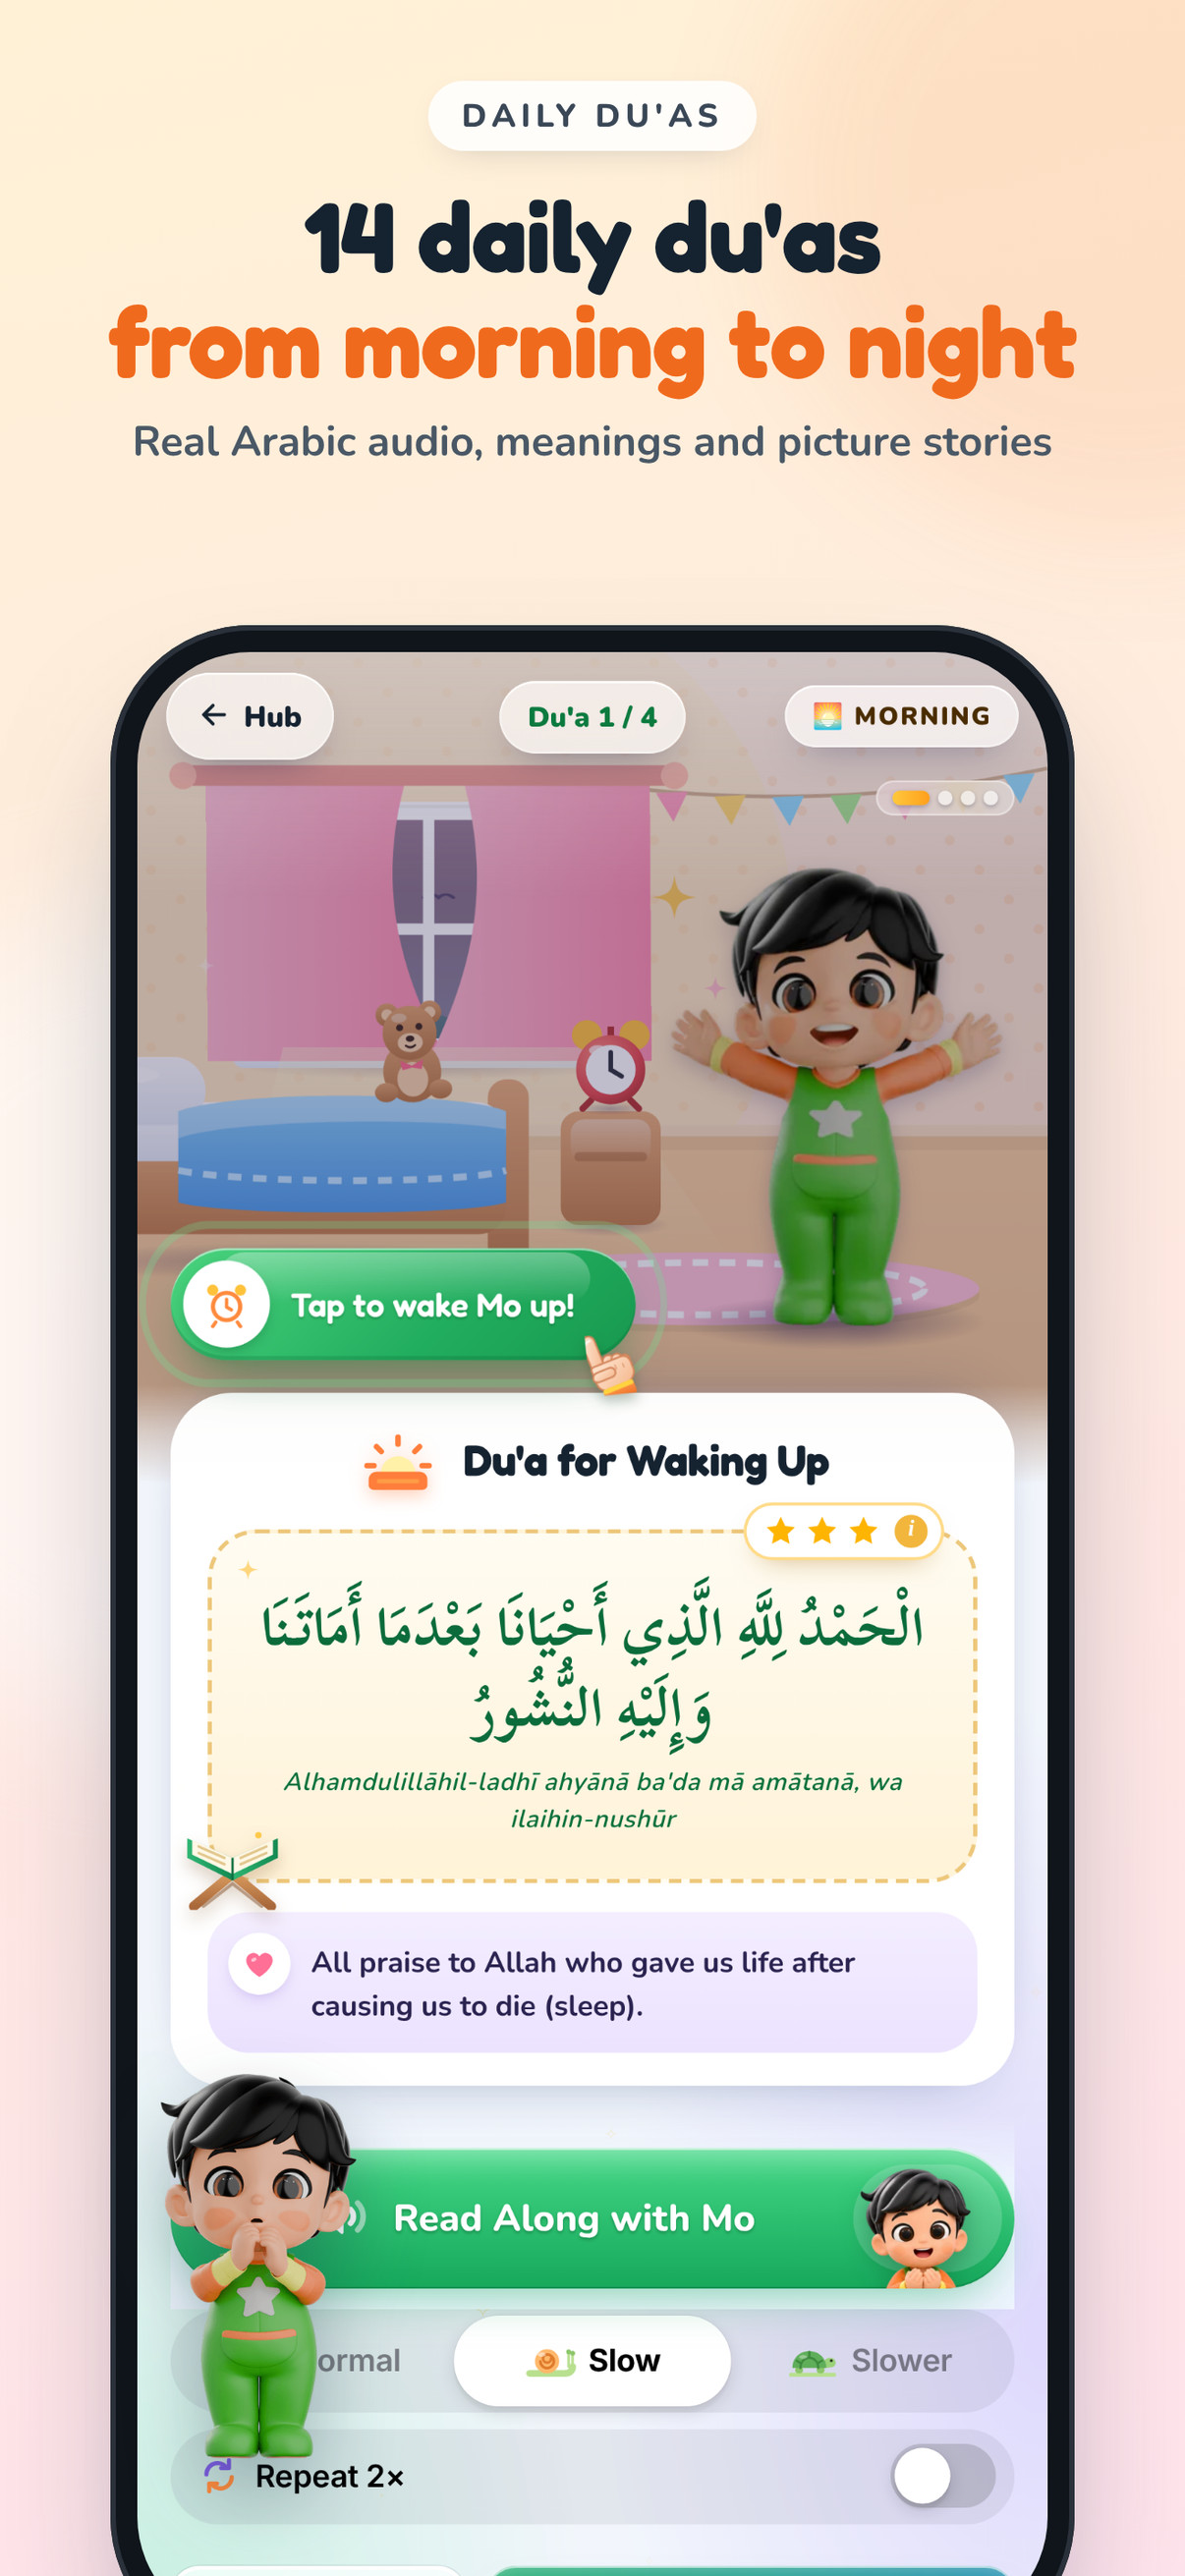 DAILY DU'AS
14 daily du'as
from morning to night
Real Arabic audio, meanings and picture stories
← Hub
Du'a 1 / 4
MORNING
Tap to wake Mo up!
Du'a for Waking Up
i
الْحَمْدُ لِلَّهِ الَّذِي أَحْيَانَا بَعْدَمَا أَمَاتَنَا
وَإِلَيْهِ النُّشُورُ
Alhamdulillāhil-ladhī ahyānā ba'da mā amātanā, wa
ilaihin-nushūr
All praise to Allah who gave us life after
causing us to die (sleep).
Read Along with Mo
ormal
Slow
Slower
Repeat 2×